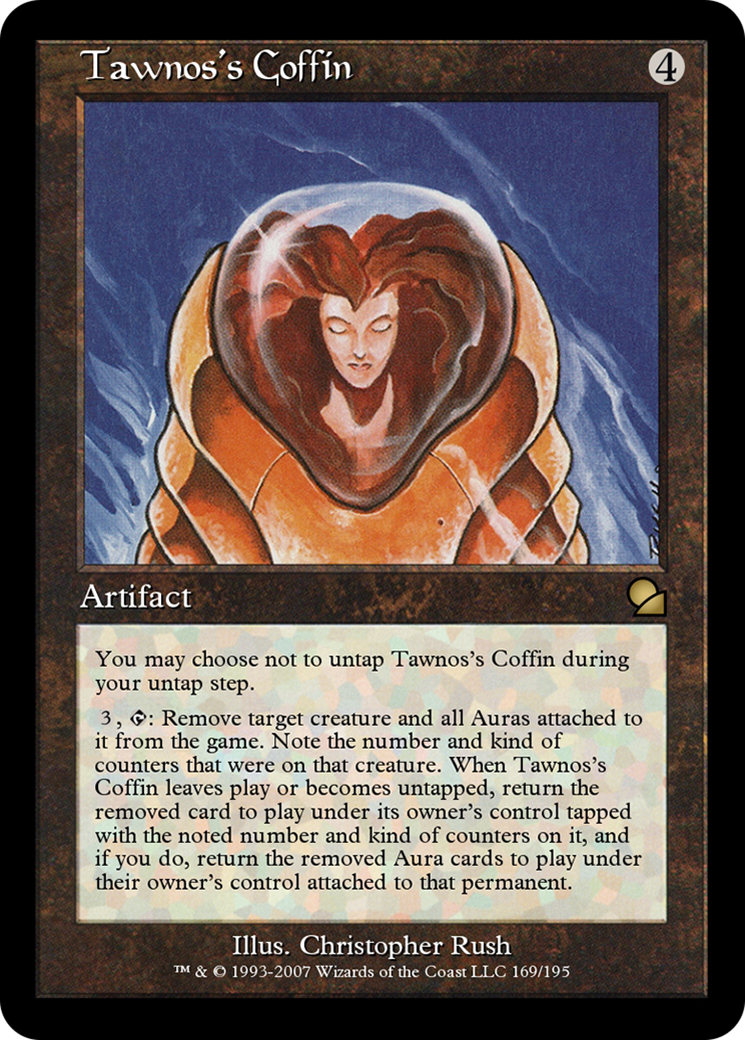 Tawnos's Coffin
4
Artifact
You may choose not to untap Tawnos's Coffin during
your untap step.
3, : Remove target creature and all Auras attached to
it from the game. Note the number and kind of
counters that were on that creature. When Tawnos's
Coffin leaves play or becomes untapped, return the
removed card to play under its owner's control tapped
with the noted number and kind of counters on it, and
if you do, return the removed Aura cards to play under
their owner's control attached to that permanent.
Illus. Christopher Rush
™ & © 1993-2007 Wizards of the Coast LLC 169/195